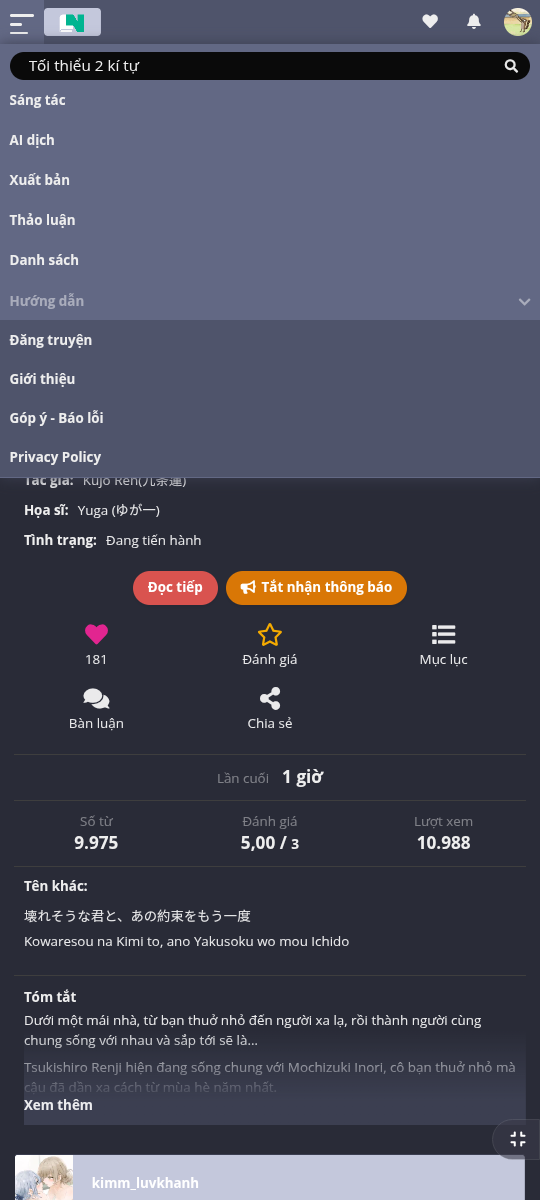 LN
Tối thiểu 2 kí tự
Sáng tác
AI dịch
Xuất bản
Thảo luận
Danh sách
Hướng dẫn
Đăng truyện
Giới thiệu
Góp ý - Báo lỗi
Privacy Policy
Tác giả: Kujo Ren(九条蓮)
Họa sĩ: Yuga (ゆが一)
Tình trạng: Đang tiến hành
Đọc tiếp Tắt nhận thông báo
181 Đánh giá Mục lục
Bàn luận Chia sẻ
Lần cuối 1 giờ
Số từ Đánh giá Lượt xem
9.975 5,00 / 3 10.988
Tên khác:
壊れそうな君と、あの約束をもう一度
Kowaresou na Kimi to, ano Yakusoku wo mou Ichido
Tóm tắt
Dưới một mái nhà, từ bạn thuở nhỏ đến người xa lạ, rồi thành người cùng
chung sống với nhau và sắp tới sẽ là…
Tsukishiro Renji hiện đang sống chung với Mochizuki Inori, cô bạn thuở nhỏ mà
cậu đã dần xa cách từ mùa hè năm nhất.
Xem thêm
kimm_luvkhanh